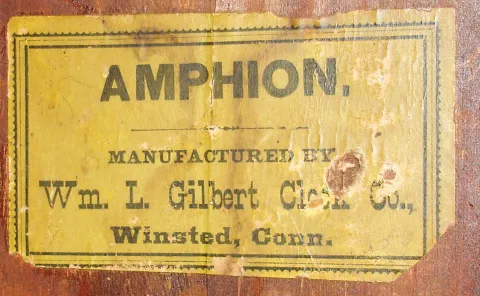 AMPHION.
MANUFACTURED BY
Wm. L. Gilbert Clock Co.,
Winsted, Conn.